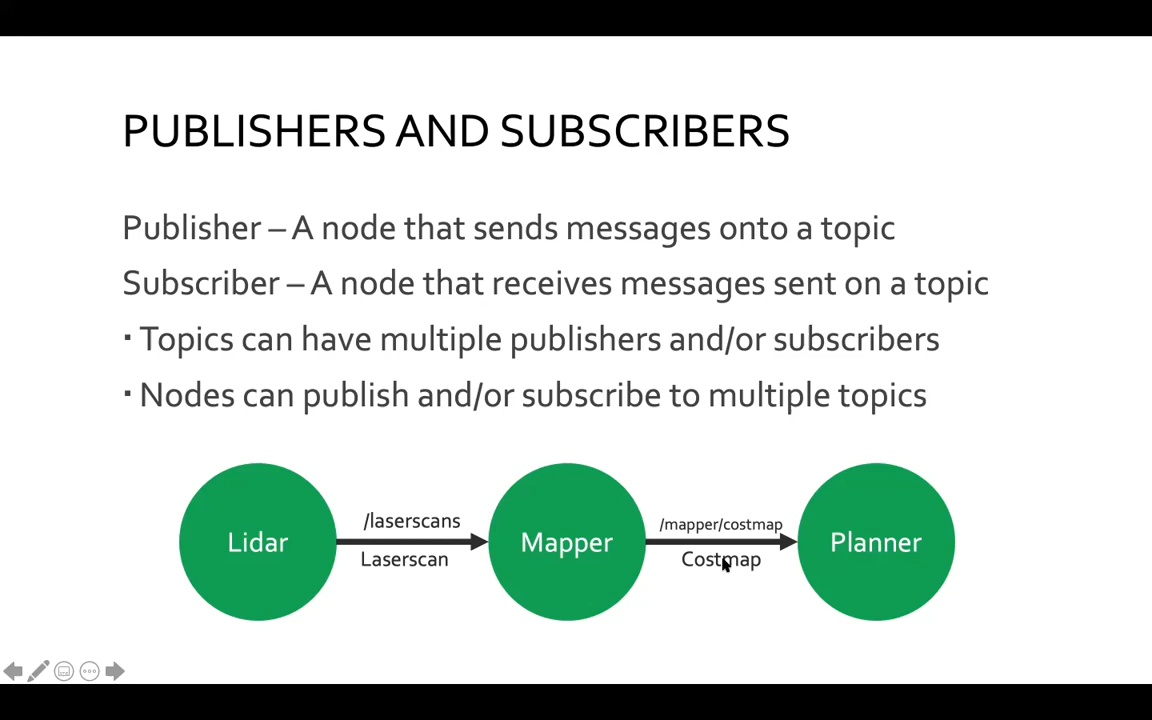 PUBLISHERS AND SUBSCRIBERS
Publisher – A node that sends messages onto a topic
Subscriber – A node that receives messages sent on a topic
▪ Topics can have multiple publishers and/or subscribers
▪ Nodes can publish and/or subscribe to multiple topics
Lidar
/laserscans
Laserscan
Mapper
/mapper/costmap
Costmap
Planner